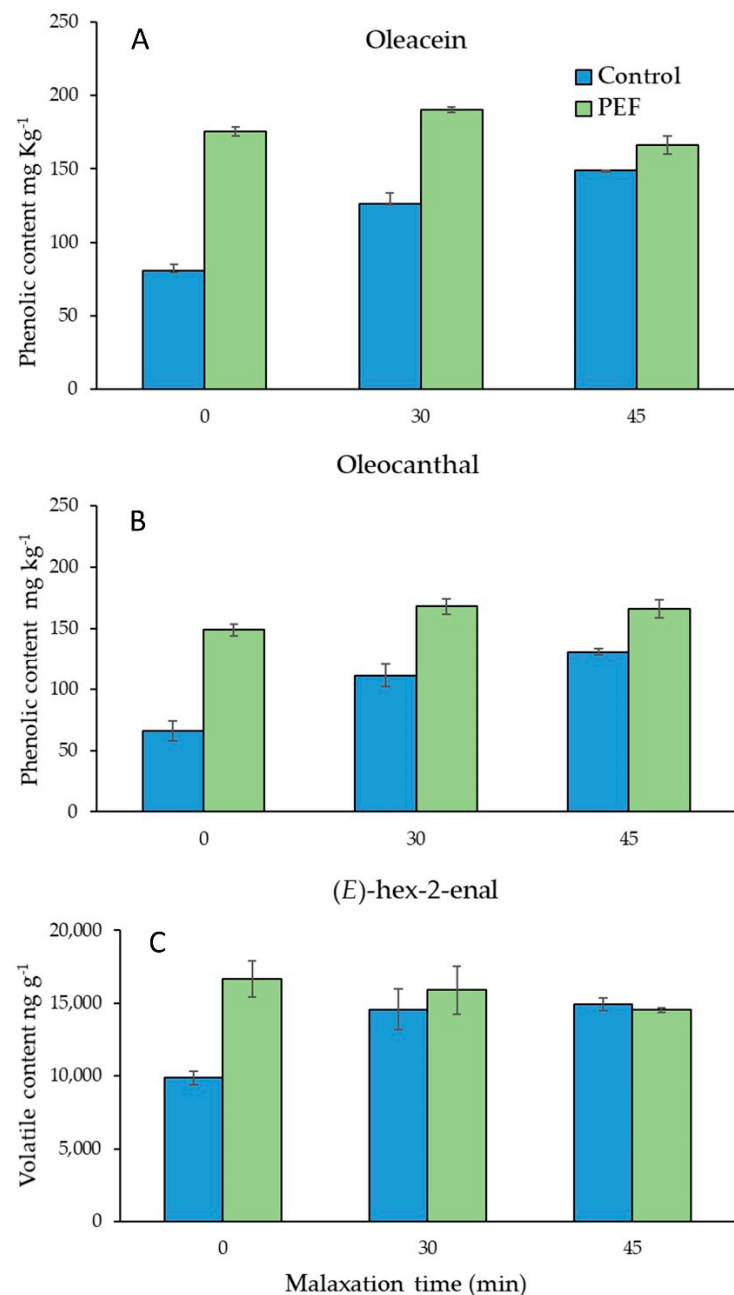 A
Oleacein
Control
PEF
Phenolic content mg Kg⁻¹
250
200
150
100
50
0
0 30 45
Oleocanthal
B
Phenolic content mg kg⁻¹
250
200
150
100
50
0
0 30 45
(E)-hex-2-enal
C
Volatile content ng g⁻¹
20,000
15,000
10,000
5,000
0
0 30 45
Malaxation time (min)